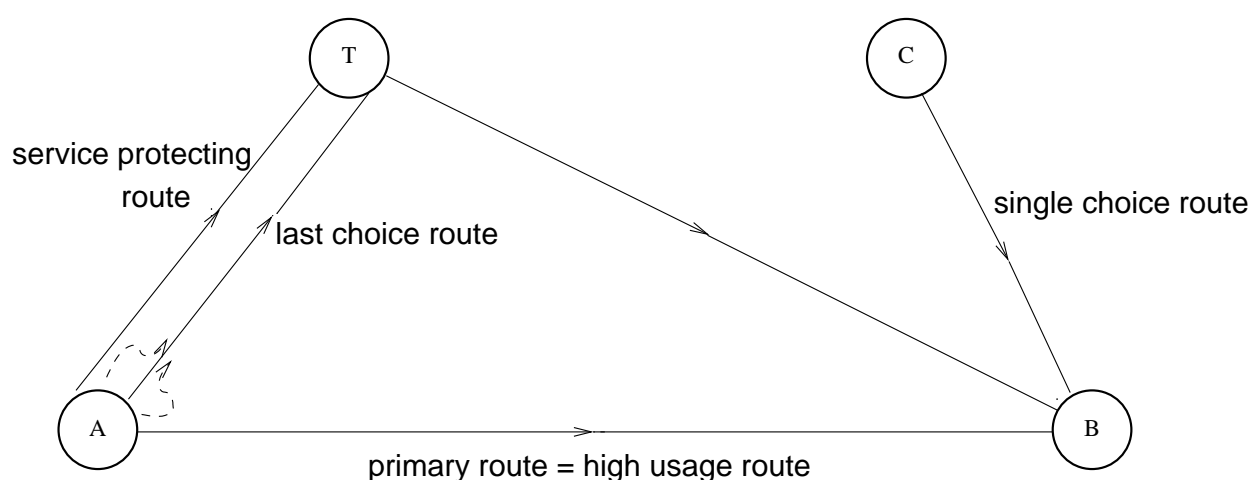 T
C
service protecting
route
single choice route
last choice route
A
B
primary route = high usage route